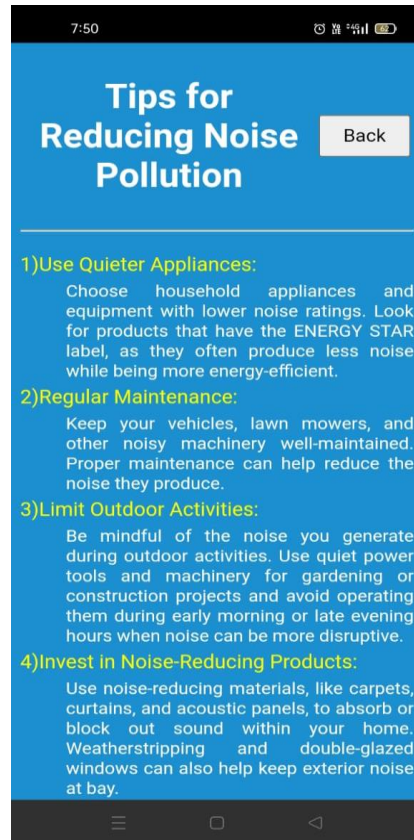 7:50
62
Tips for
Reducing Noise
Pollution
Back
1)Use Quieter Appliances:
Choose household appliances and
equipment with lower noise ratings. Look
for products that have the ENERGY STAR
label, as they often produce less noise
while being more energy-efficient.
2)Regular Maintenance:
Keep your vehicles, lawn mowers, and
other noisy machinery well-maintained.
Proper maintenance can help reduce the
noise they produce.
3)Limit Outdoor Activities:
Be mindful of the noise you generate
during outdoor activities. Use quiet power
tools and machinery for gardening or
construction projects and avoid operating
them during early morning or late evening
hours when noise can be more disruptive.
4)Invest in Noise-Reducing Products:
Use noise-reducing materials, like carpets,
curtains, and acoustic panels, to absorb or
block out sound within your home.
Weatherstripping and double-glazed
windows can also help keep exterior noise
at bay.